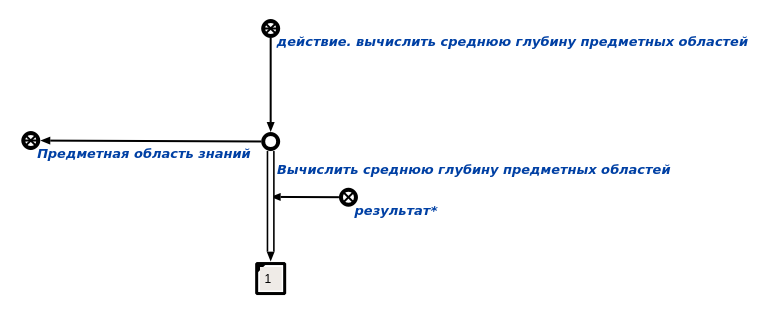 действие. вычислить среднюю глубину предметных областей
Предметная область знаний
Вычислить среднюю глубину предметных областей
результат*
1